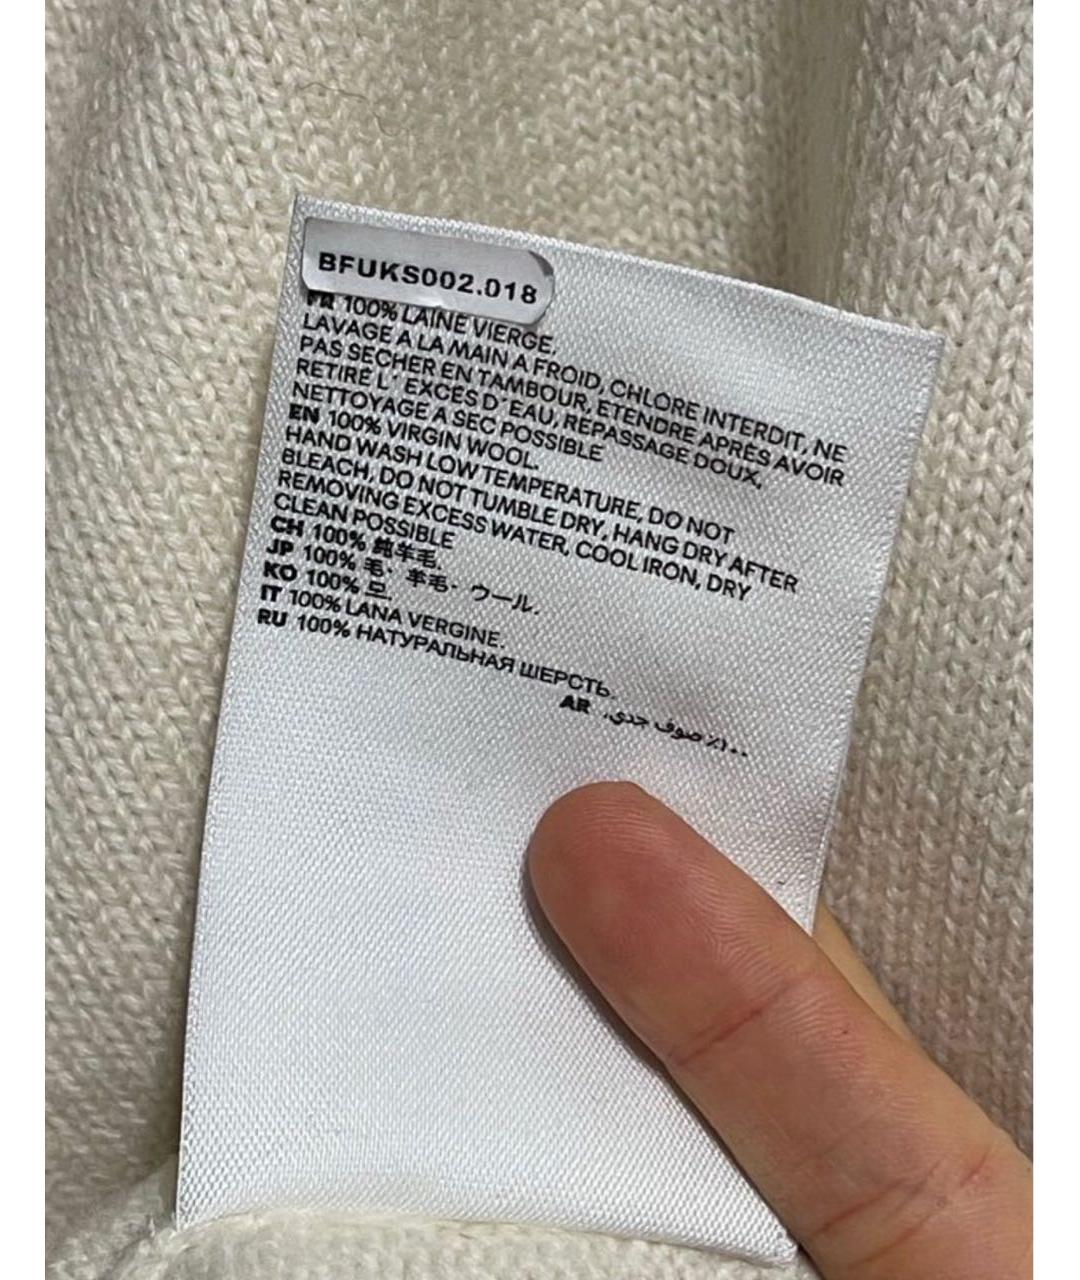 BFUKS002.018
FR 100% LAINE VIERGE.
LAVAGE A LA MAIN A FROID, CHLORE INTERDIT, NE
PAS SECHER EN TAMBOUR, ETENDRE APRÈS AVOIR
RETIRÉ L' EXCÉS D' EAU, REPASSAGE DOUX,
NETTOYAGE A SEC POSSIBLE
EN 100% VIRGIN WOOL.
HAND WASH LOW TEMPERATURE, DO NOT
BLEACH, DO NOT TUMBLE DRY, HANG DRY AFTER
REMOVING EXCESS WATER, COOL IRON, DRY
CLEAN POSSIBLE
CH 100% 純羊毛.
JP 100% 毛・羊毛・ウール.
KO 100% 모
IT 100% LANA VERGINE.
RU 100% НАТУРАЛЬНАЯ ШЕРСТЬ.
AR ١٠٠٪ صوف جدي.